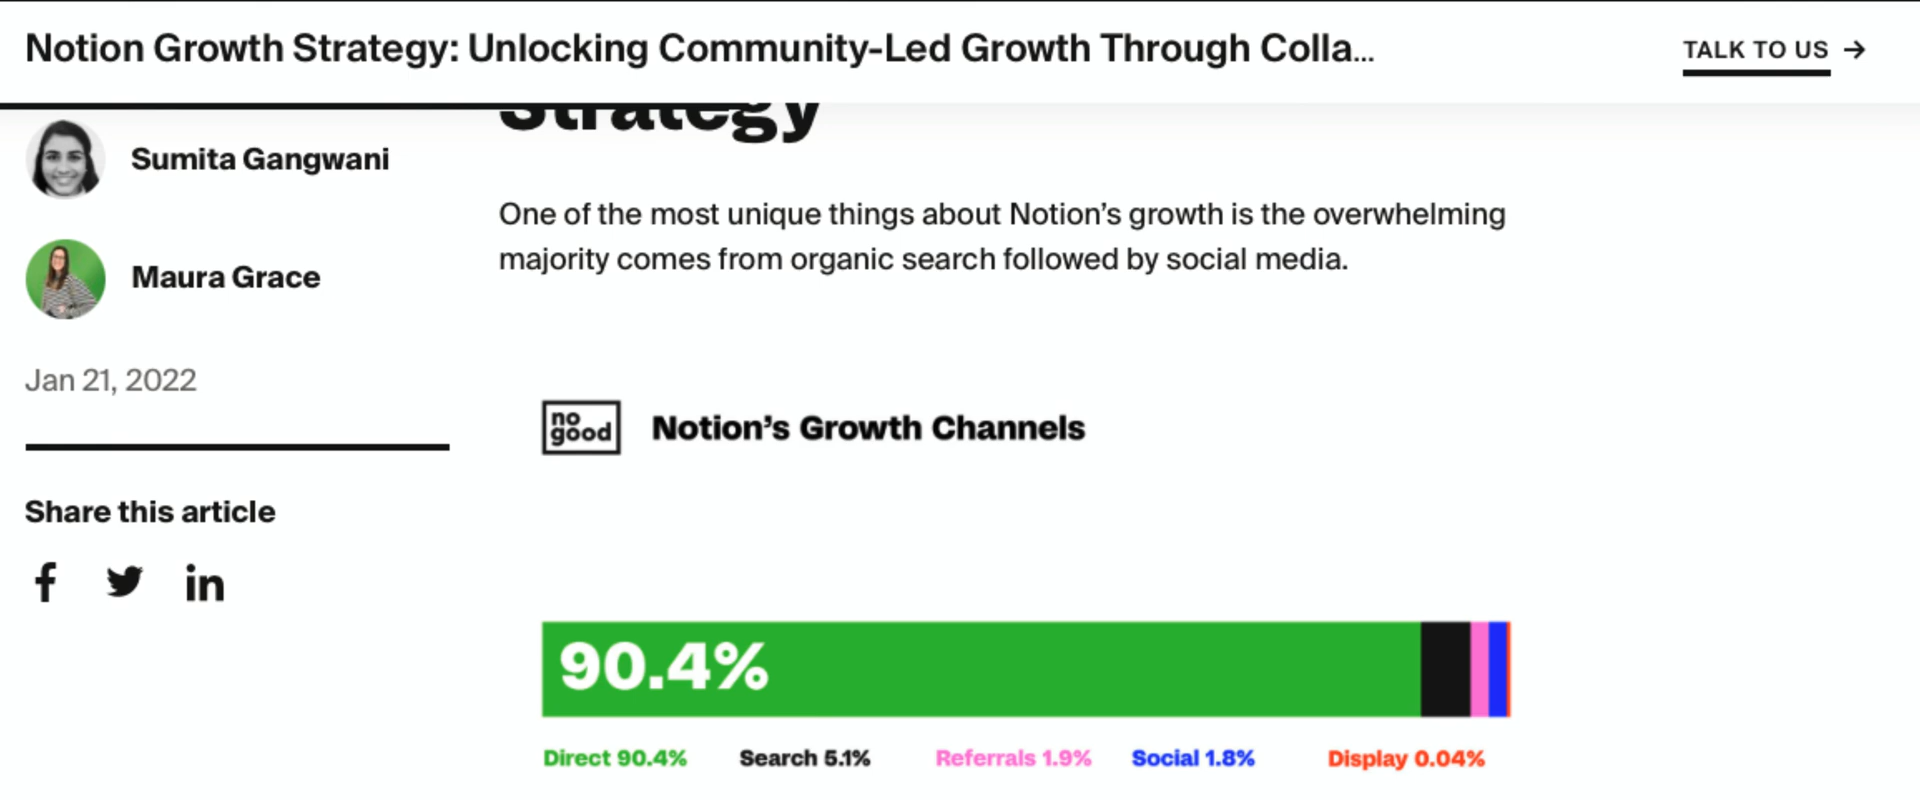 Notion Growth Strategy: Unlocking Community-Led Growth Through Colla...
TALK TO US →
Strategy
Sumita Gangwani
Maura Grace
Jan 21, 2022
Share this article
One of the most unique things about Notion’s growth is the overwhelming
majority comes from organic search followed by social media.
no
good
Notion’s Growth Channels
90.4%
Direct 90.4%
Search 5.1%
Referrals 1.9%
Social 1.8%
Display 0.04%